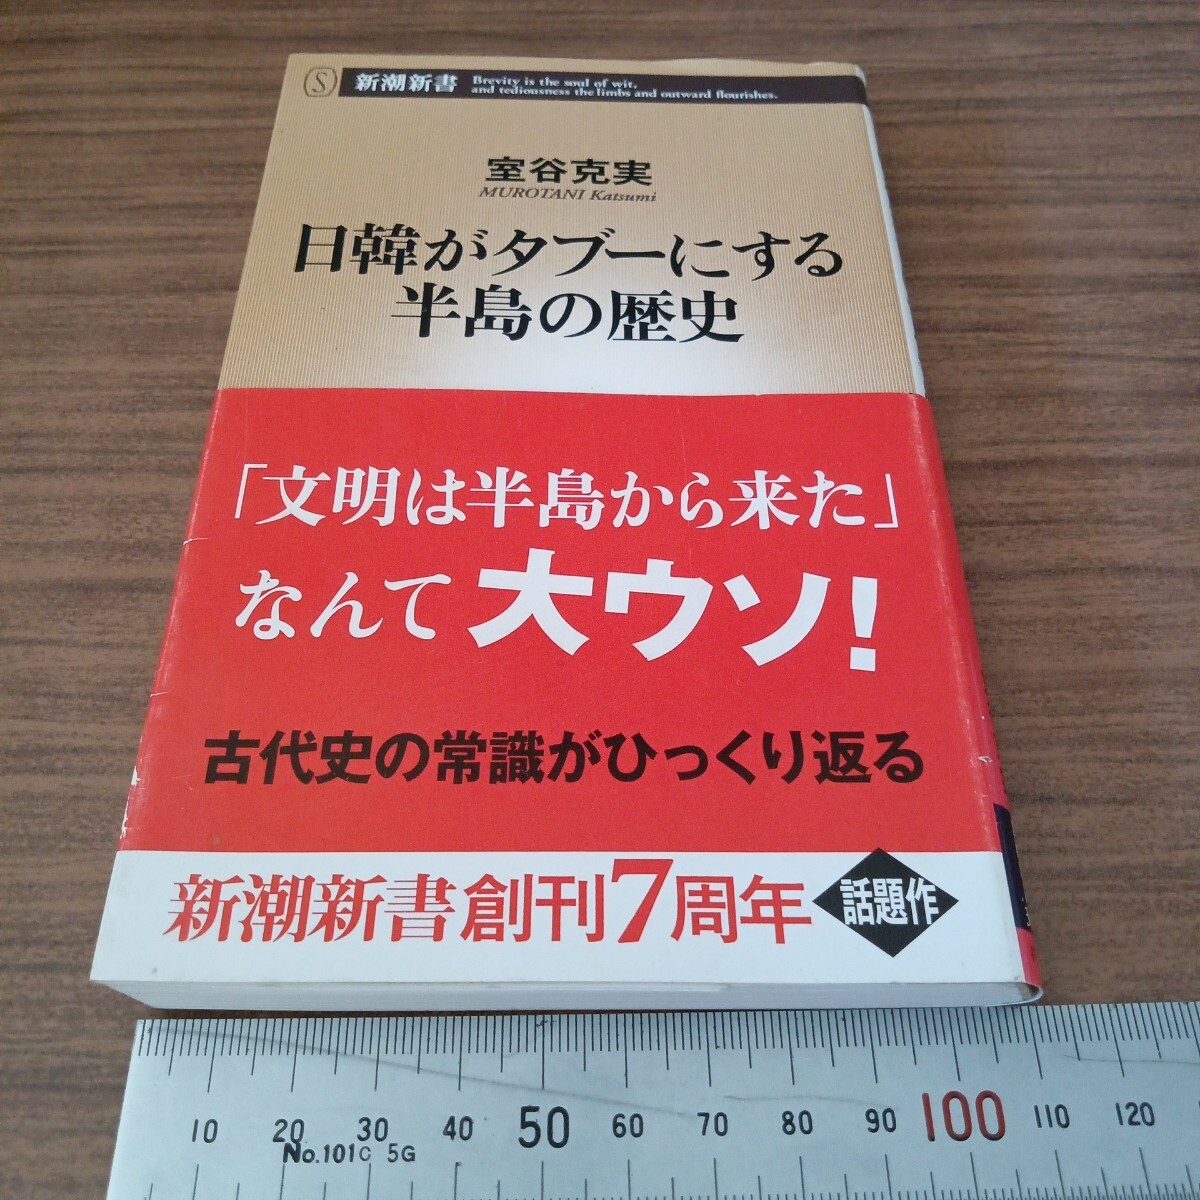 S 新潮新書 Brevity is the soul of wit,
and tediousness the limbs and outward flourishes.
室谷克実
MUROTANI Katsumi
日韓がタブーにする
半島の歴史
「文明は半島から来た」
なんて大ウソ!
古代史の常識がひっくり返る
新潮新書創刊7周年 話題作
10 20 30 40 50 60 70 80 90 100 110 120
No.101C 5G